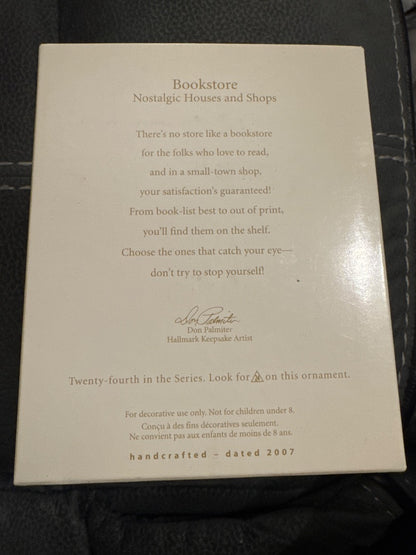 Bookstore
Nostalgic Houses and Shops
There's no store like a bookstore
for the folks who love to read,
and in a small-town shop,
your satisfaction's guaranteed!
From book-list best to out of print,
you'll find them on the shelf.
Choose the ones that catch your eye—
don't try to stop yourself!
Don Palmiter
Don Palmiter
Hallmark Keepsake Artist
Twenty-fourth in the Series. Look for on this ornament.
For decorative use only. Not for children under 8.
Conçu à des fins décoratives seulement.
Ne convient pas aux enfants de moins de 8 ans.
handcrafted – dated 2007